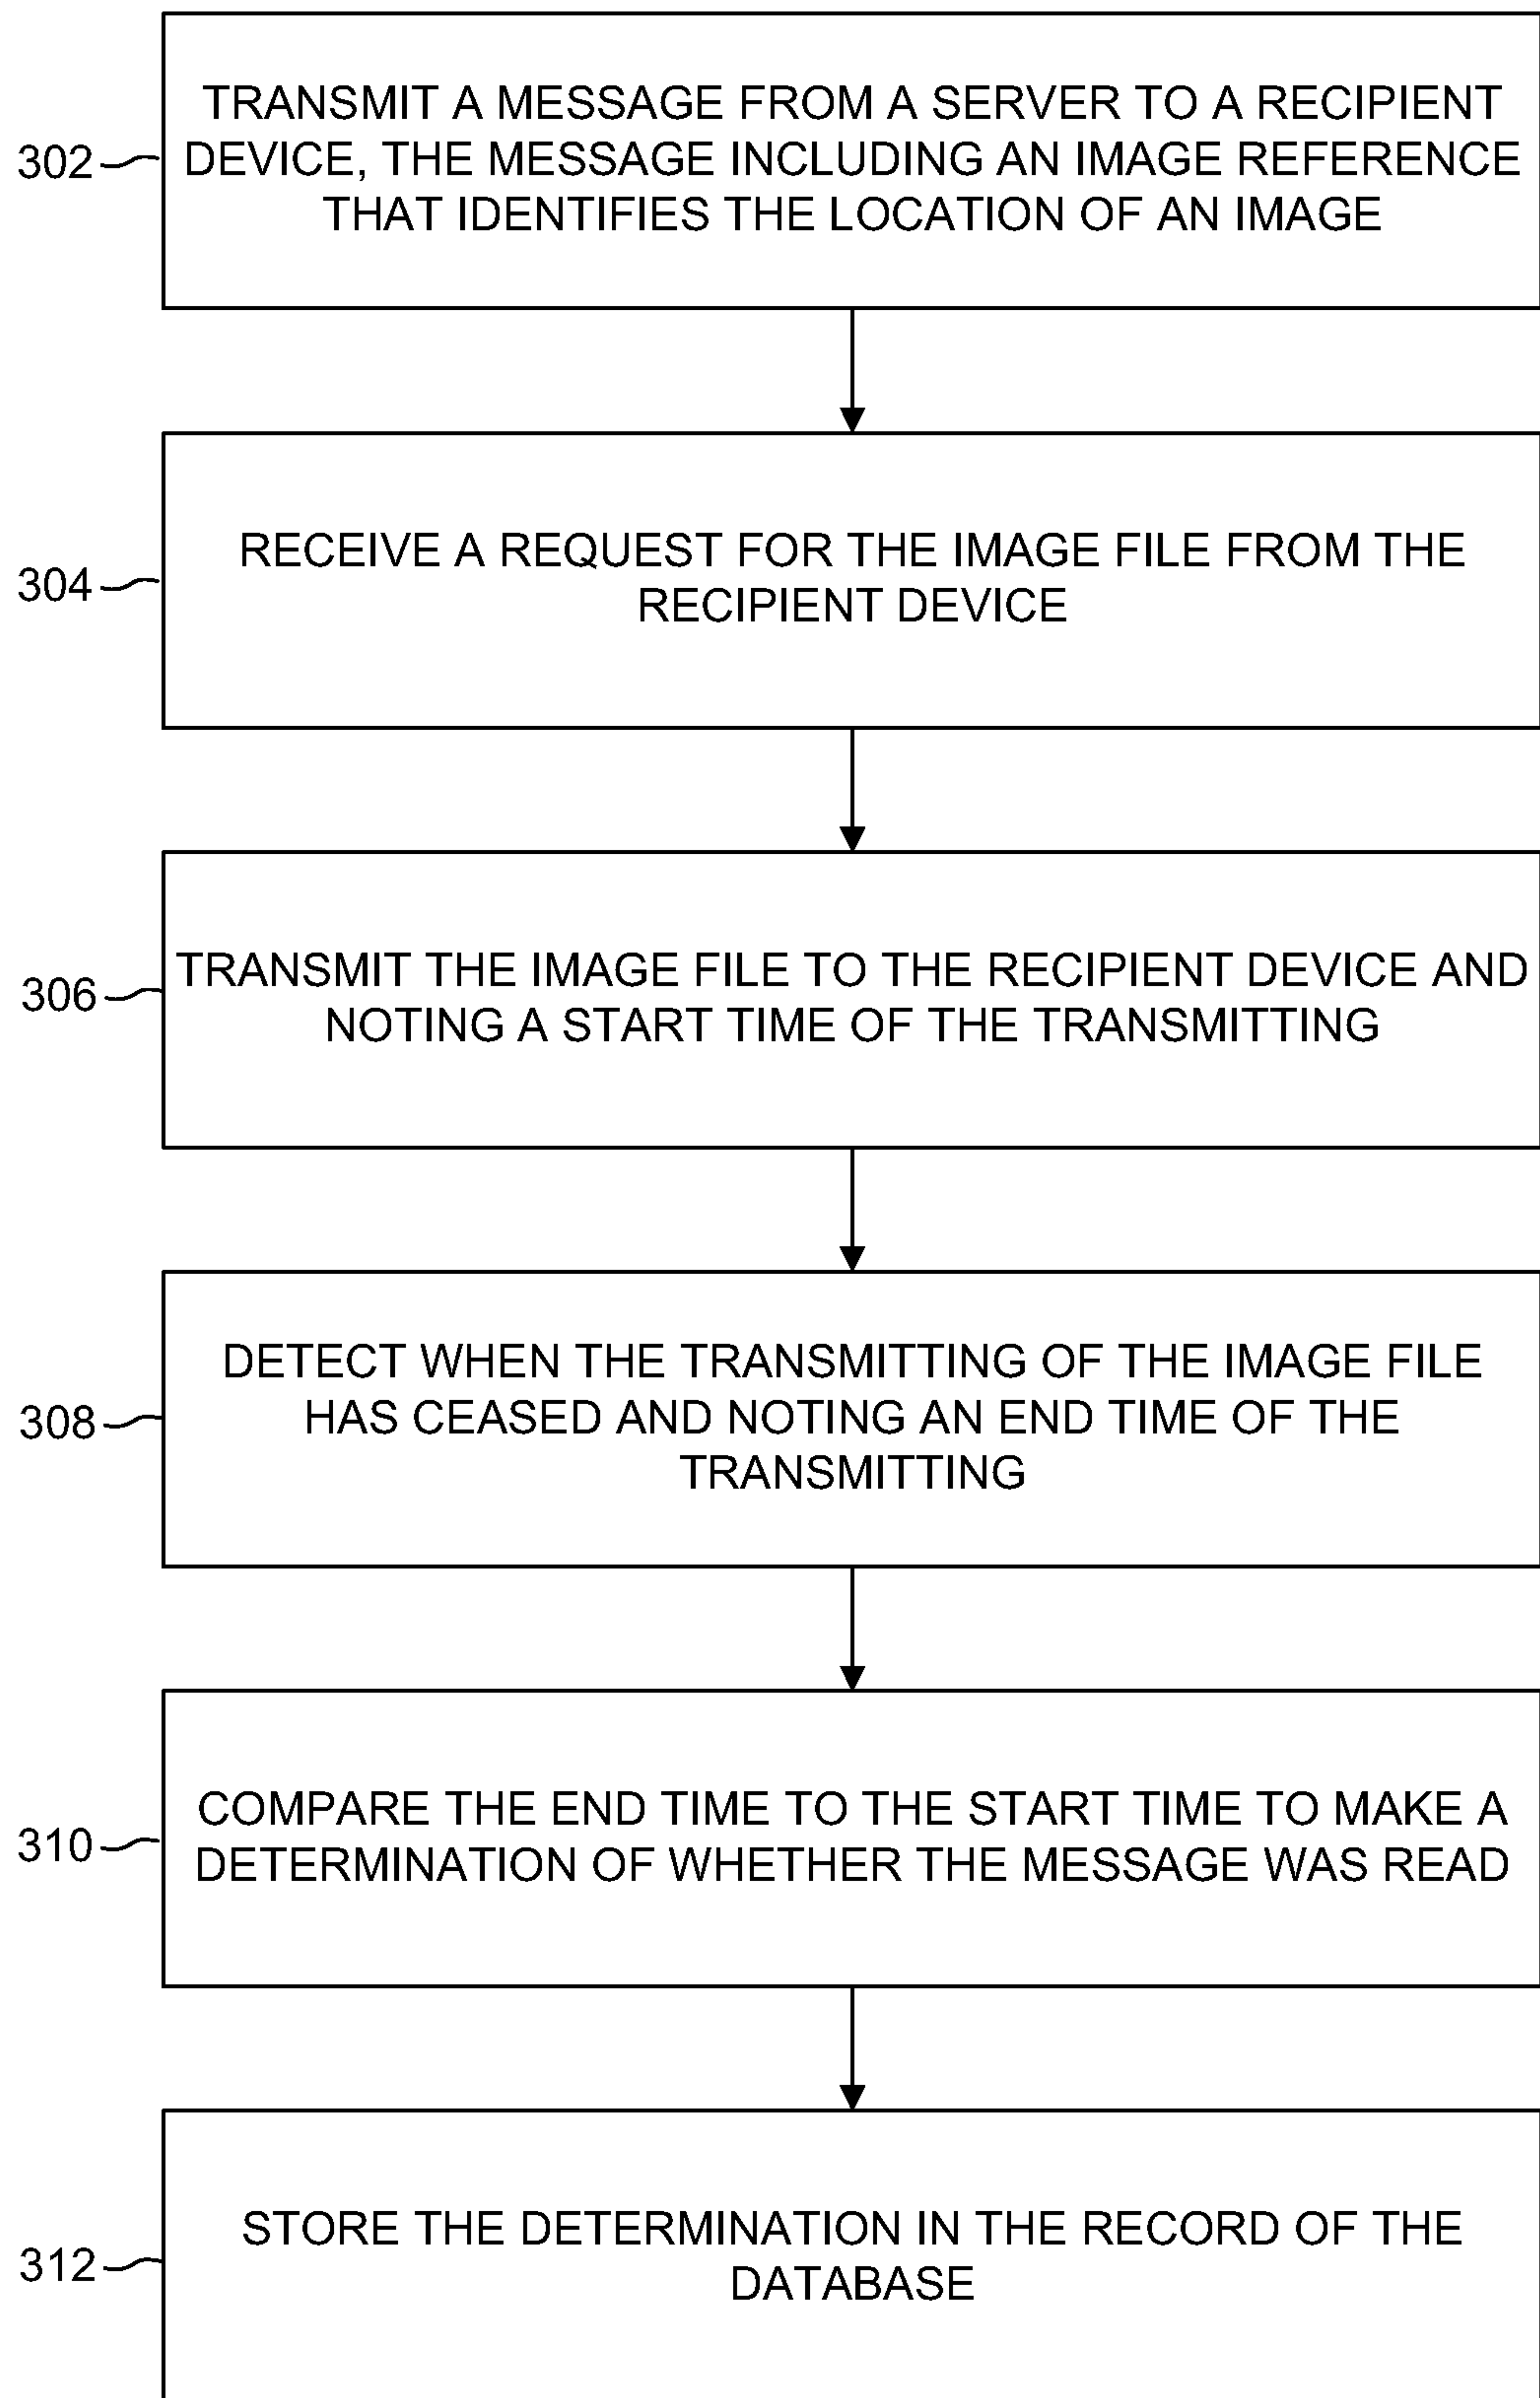 302
TRANSMIT A MESSAGE FROM A SERVER TO A RECIPIENT
DEVICE, THE MESSAGE INCLUDING AN IMAGE REFERENCE
THAT IDENTIFIES THE LOCATION OF AN IMAGE
304
RECEIVE A REQUEST FOR THE IMAGE FILE FROM THE
RECIPIENT DEVICE
306
TRANSMIT THE IMAGE FILE TO THE RECIPIENT DEVICE AND
NOTING A START TIME OF THE TRANSMITTING
308
DETECT WHEN THE TRANSMITTING OF THE IMAGE FILE
HAS CEASED AND NOTING AN END TIME OF THE
TRANSMITTING
310
COMPARE THE END TIME TO THE START TIME TO MAKE A
DETERMINATION OF WHETHER THE MESSAGE WAS READ
312
STORE THE DETERMINATION IN THE RECORD OF THE
DATABASE